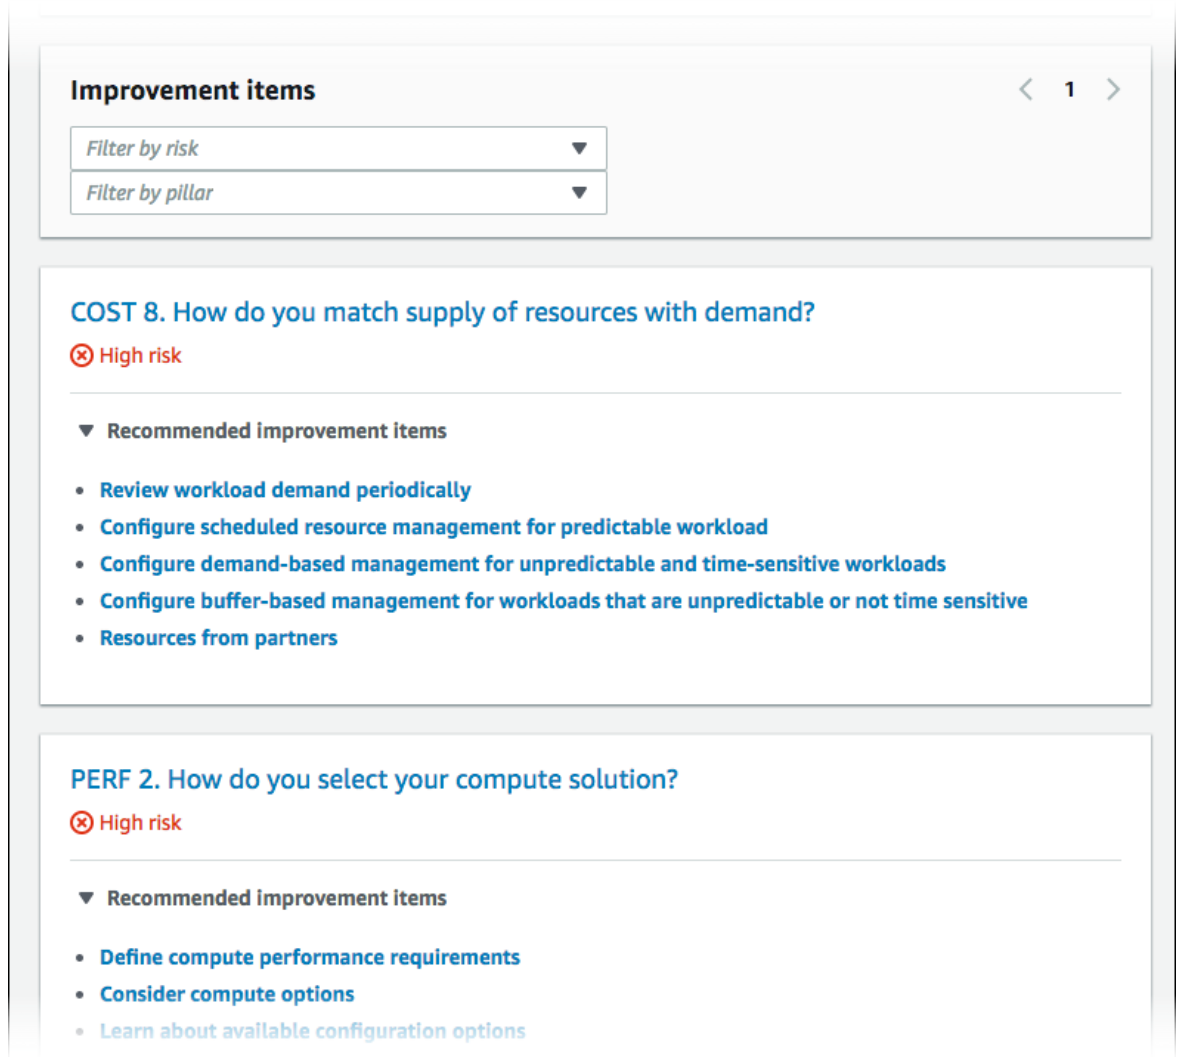 Improvement items
1
Filter by risk
Filter by pillar
COST 8. How do you match supply of resources with demand?
High risk
Recommended improvement items
Review workload demand periodically
Configure scheduled resource management for predictable workload
Configure demand-based management for unpredictable and time-sensitive workloads
Configure buffer-based management for workloads that are unpredictable or not time sensitive
Resources from partners
PERF 2. How do you select your compute solution?
High risk
Recommended improvement items
Define compute performance requirements
Consider compute options
Learn about available configuration options